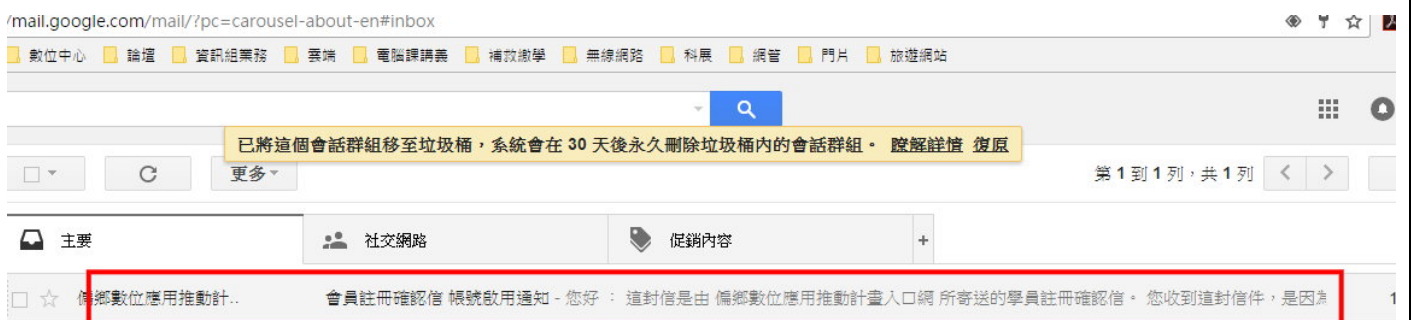 /mail.google.com/mail/?pc=carousel-about-en#inbox
數位中心 論壇 資訊組業務 雲端 電腦課講義 補救教學 無線網路 科展 網管 門片 旅遊網站
已將這個會話群組移至垃圾桶，系統會在 30 天後永久刪除垃圾桶內的會話群組。 瞭解詳情 復原
更多 第 1 到 1 列，共 1 列
主要 社交網路 促銷內容 +
偏鄉數位應用推動計.. 會員註冊確認信 帳號啟用通知 - 您好 ： 這封信是由 偏鄉數位應用推動計畫入口網 所寄送的學員註冊確認信。 您收到這封信件，是因為